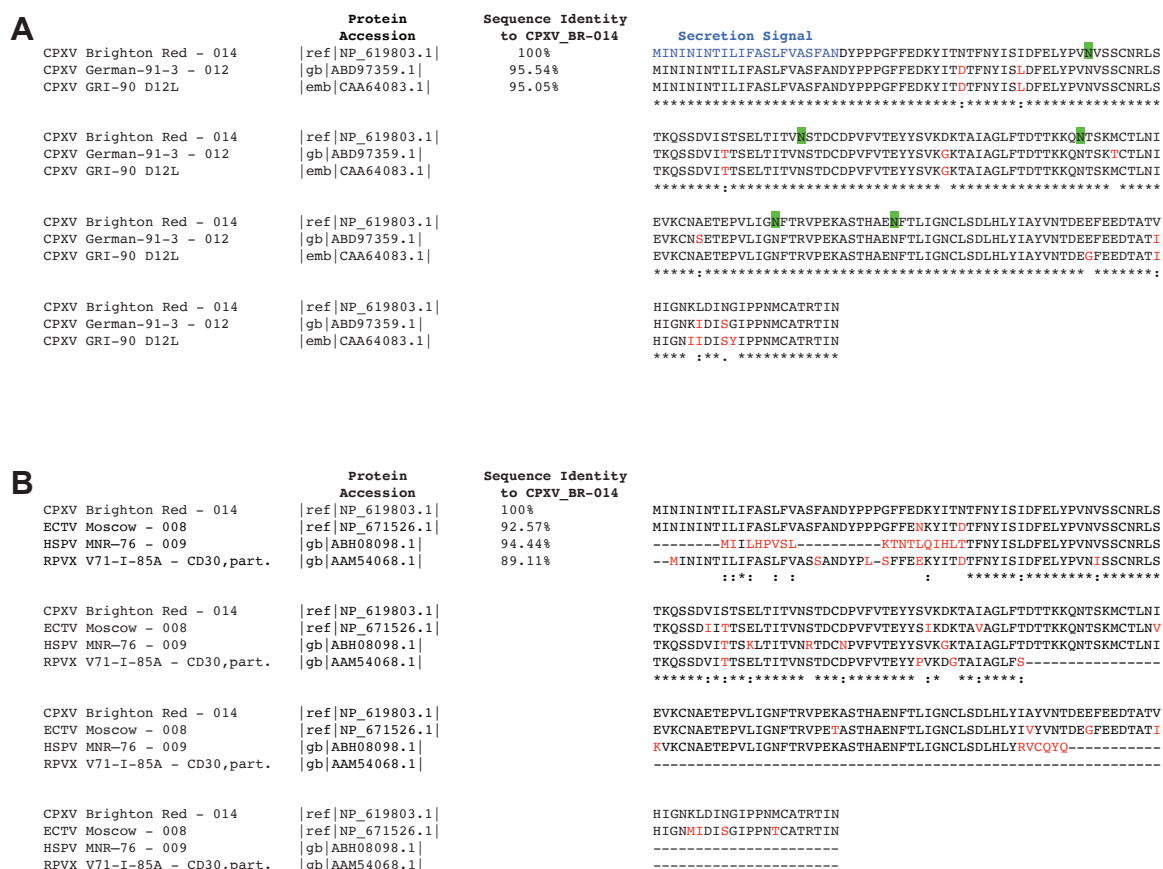 A
Protein Sequence Identity
Accession to CPXV_BR-014 Secretion Signal
CPXV Brighton Red - 014 |ref|NP_619803.1| 100% MINININTILIFASLFVASFANDYPPPGFFEDKYITNTFNYISIDFELYPVNVSSCNRLS
CPXV German-91-3 - 012 |gb|ABD97359.1| 95.54% MINININTILIFASLFVASFANDYPPPGFFEDKYITDTFNYISLDFELYPVNVSSCNRLS
CPXV GRI-90 D12L |emb|CAA64083.1| 95.05% MINININTILIFASLFVASFANDYPPPGFFEDKYITDTFNYISLDFELYPVNVSSCNRLS
************************************:******:****************
CPXV Brighton Red - 014 |ref|NP_619803.1| TKQSSDVISTSELTITVNSTDCDPVFVTEYYSVKDKTAIAGLFTDTTKKQNTSKMCTLNI
CPXV German-91-3 - 012 |gb|ABD97359.1| TKQSSDVITTSELTITVNSTDCDPVFVTEYYSVKGKTAIAGLFTDTTKKQNTSKTCTLNI
CPXV GRI-90 D12L |emb|CAA64083.1| TKQSSDVITTSELTITVNSTDCDPVFVTEYYSVKGKTAIAGLFTDTTKKQNTSKMCTLNI
********:************************* ******************* *****
CPXV Brighton Red - 014 |ref|NP_619803.1| EVKCNAETEPVLIGNFTRVPEKASTHAENFTLIGNCLSDLHLYIAYVNTDEEFEEDTATV
CPXV German-91-3 - 012 |gb|ABD97359.1| EVKCNSETEPVLIGNFTRVPEKASTHAENFTLIGNCLSDLHLYIAYVNTDEEFEEDTATI
CPXV GRI-90 D12L |emb|CAA64083.1| EVKCNAETEPVLIGNFTRVPEKASTHAENFTLIGNCLSDLHLYIAYVNTDEGFEEDTATI
*****:********************************************* *******:
CPXV Brighton Red - 014 |ref|NP_619803.1| HIGNKLDINGIPPNMCATRTIN
CPXV German-91-3 - 012 |gb|ABD97359.1| HIGNKIDISGIPPNMCATRTIN
CPXV GRI-90 D12L |emb|CAA64083.1| HIGNIIDISYIPPNMCATRTIN
**** :**. ************
B
Protein Sequence Identity
Accession to CPXV_BR-014
CPXV Brighton Red - 014 |ref|NP_619803.1| 100% MINININTILIFASLFVASFANDYPPPGFFEDKYITNTFNYISIDFELYPVNVSSCNRLS
ECTV Moscow - 008 |ref|NP_671526.1| 92.57% MINININTILIFASLFVASFANDYPPPGFFENKYITDTFNYISIDFELYPVNVSSCNRLS
HSPV MNR—76 - 009 |gb|ABH08098.1| 94.44% --------MIILHPVSL----------KTNTLQIHLTTFNYISLDFELYPVNVSSCNRLS
RPVX V71-I-85A - CD30,part. |gb|AAM54068.1| 89.11% --MININTILIFASLFVASSANDYPL-SFFEEKYITDTFNYISLDFELYPVNISSCNRLS
::*: : : : ******:********:*******
CPXV Brighton Red - 014 |ref|NP_619803.1| TKQSSDVISTSELTITVNSTDCDPVFVTEYYSVKDKTAIAGLFTDTTKKQNTSKMCTLNI
ECTV Moscow - 008 |ref|NP_671526.1| TKQSSDIITTSELTITVNSTDCDPVFVTEYYSIKDKTAVAGLFTDTTKKQNTSKMCTLNV
HSPV MNR—76 - 009 |gb|ABH08098.1| TKQSSDVITTSKLTITVNRTDCNPVFVTEYYSVKGKTAIAGLFTDTTKKQNTSKMCTLNI
RPVX V71-I-85A - CD30,part. |gb|AAM54068.1| TKQSSDVITTSELTITVNSTDCDPVFVTEYYPVKDGTAIAGLFS----------------
******:*:**:****** ***:******** :* **:****:
CPXV Brighton Red - 014 |ref|NP_619803.1| EVKCNAETEPVLIGNFTRVPEKASTHAENFTLIGNCLSDLHLYIAYVNTDEEFEEDTATV
ECTV Moscow - 008 |ref|NP_671526.1| EVKCNAETEPVLIGNFTRVPETASTHAENFTLIGNCLSDLHLYIVYVNTDEGFEEDTATI
HSPV MNR—76 - 009 |gb|ABH08098.1| KVKCNAETEPVLIGNFTRVPEKASTHAENFTLIGNCLSDLHLYRVCQYQ-----------
RPVX V71-I-85A - CD30,part. |gb|AAM54068.1| ------------------------------------------------------------
CPXV Brighton Red - 014 |ref|NP_619803.1| HIGNKLDINGIPPNMCATRTIN
ECTV Moscow - 008 |ref|NP_671526.1| HIGNMIDISGIPPNTCATRTIN
HSPV MNR—76 - 009 |gb|ABH08098.1| ----------------------
RPVX V71-I-85A - CD30,part. |gb|AAM54068.1| ----------------------